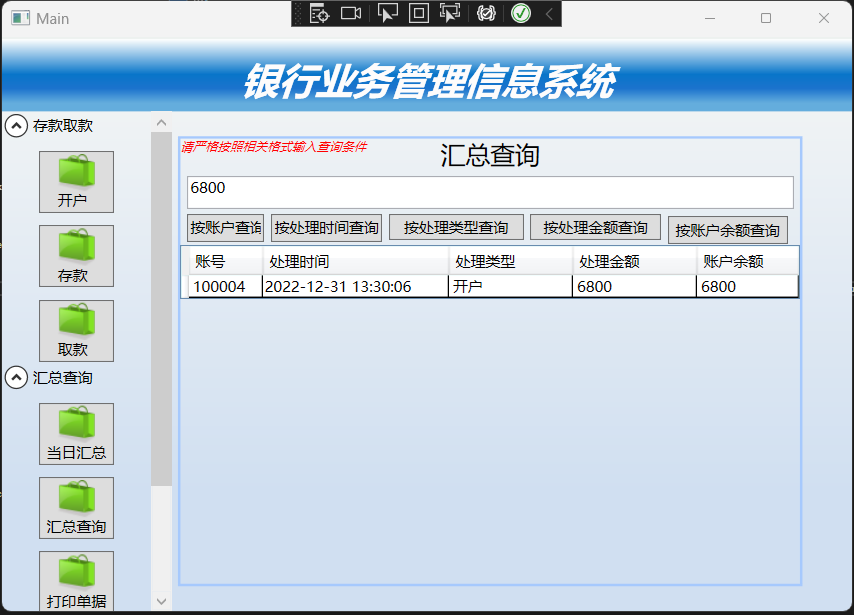 Main
银行业务管理信息系统
存款取款
开户
存款
取款
汇总查询
当日汇总
汇总查询
打印单据
请严格按照相关格式输入查询条件
汇总查询
6800
按账户查询 按处理时间查询 按处理类型查询 按处理金额查询 按账户余额查询
账号 处理时间 处理类型 处理金额 账户余额
100004 2022-12-31 13:30:06 开户 6800 6800